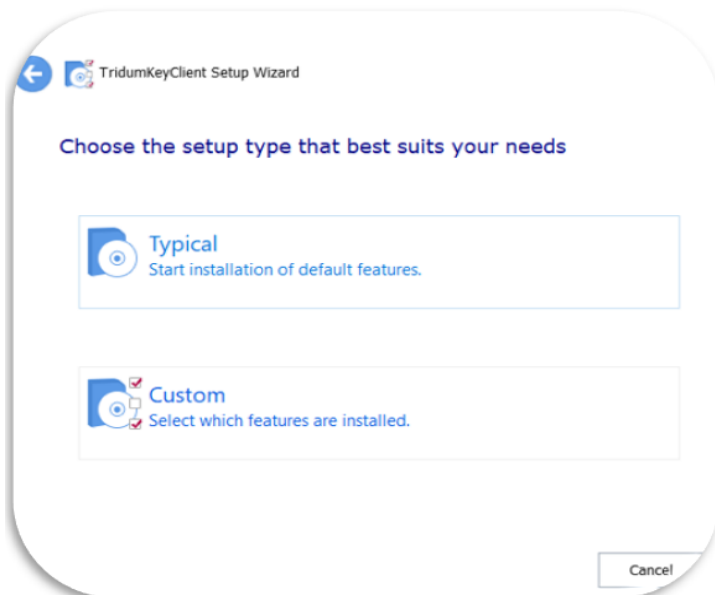 TridumKeyClient Setup Wizard
Choose the setup type that best suits your needs
Typical
Start installation of default features.
Custom
Select which features are installed.
Cancel